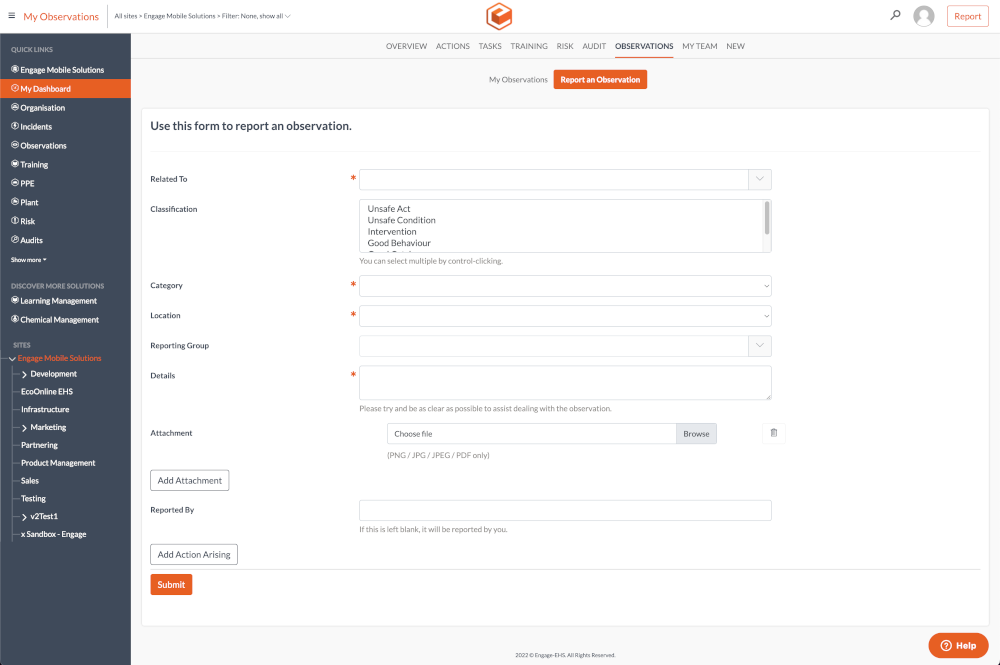 My Observations
All sites > Engage Mobile Solutions > Filter: None, show all
Report
QUICK LINKS
Engage Mobile Solutions
My Dashboard
Organisation
Incidents
Observations
Training
PPE
Plant
Risk
Audits
Show more
DISCOVER MORE SOLUTIONS
Learning Management
Chemical Management
SITES
Engage Mobile Solutions
Development
EcoOnline EHS
Infrastructure
Marketing
Partnering
Product Management
Sales
Testing
v2Test1
x Sandbox - Engage
OVERVIEW ACTIONS TASKS TRAINING RISK AUDIT OBSERVATIONS MY TEAM NEW
My Observations Report an Observation
Use this form to report an observation.
Related To *
Classification
Unsafe Act
Unsafe Condition
Intervention
Good Behaviour
You can select multiple by control-clicking.
Category *
Location *
Reporting Group
Details *
Please try and be as clear as possible to assist dealing with the observation.
Attachment
Choose file Browse
(PNG / JPG / JPEG / PDF only)
Add Attachment
Reported By
If this is left blank, it will be reported by you.
Add Action Arising
Submit
Help
2022 © Engage-EHS. All Rights Reserved.